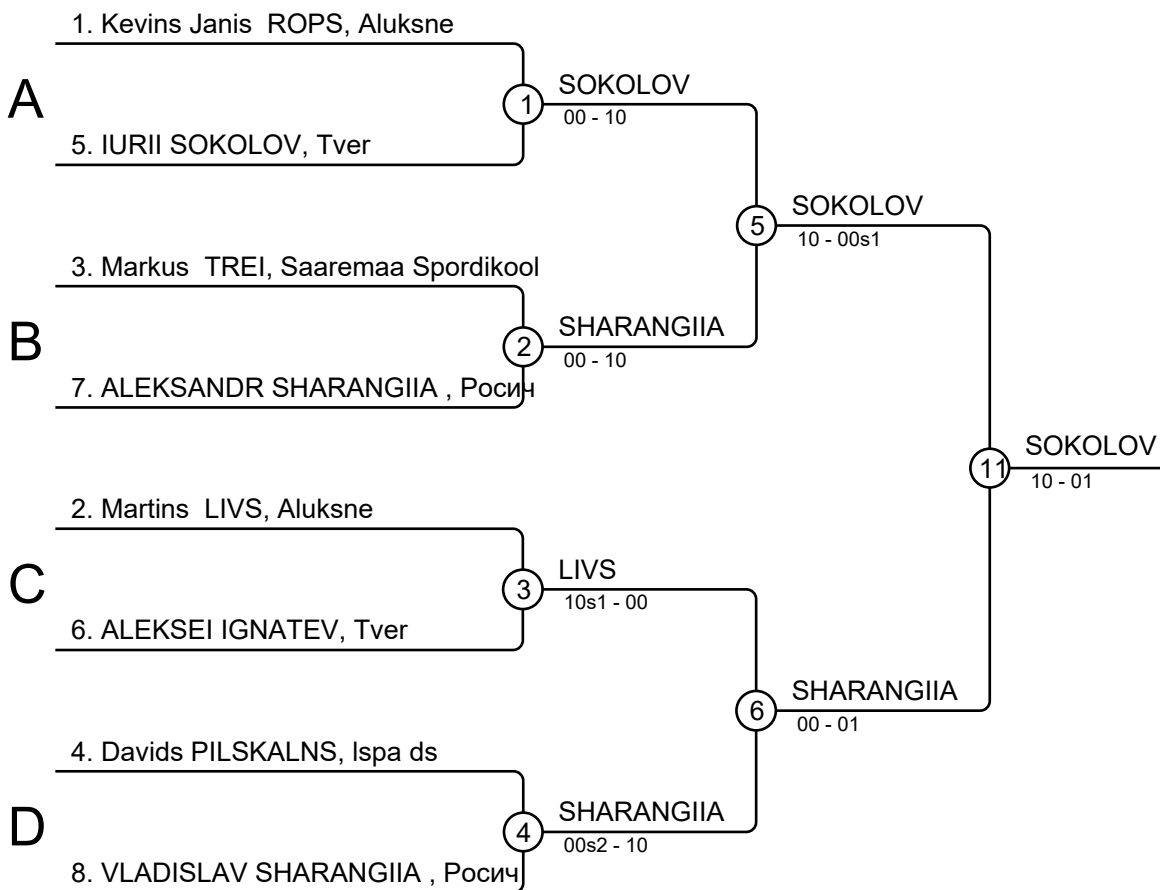 1. Kevins Janis  ROPS, Aluksne
A
1
SOKOLOV
00 - 10
5. IURII SOKOLOV, Tver
5
SOKOLOV
10 - 00s1
3. Markus  TREI, Saaremaa Spordikool
B
2
SHARANGIIA
00 - 10
7. ALEKSANDR SHARANGIIA , Росич
11
SOKOLOV
10 - 01
2. Martins  LIVS, Aluksne
C
3
LIVS
10s1 - 00
6. ALEKSEI IGNATEV, Tver
6
SHARANGIIA
00 - 01
4. Davids PILSKALNS, Ispa ds
D
4
SHARANGIIA
00s2 - 10
8. VLADISLAV SHARANGIIA , Росич